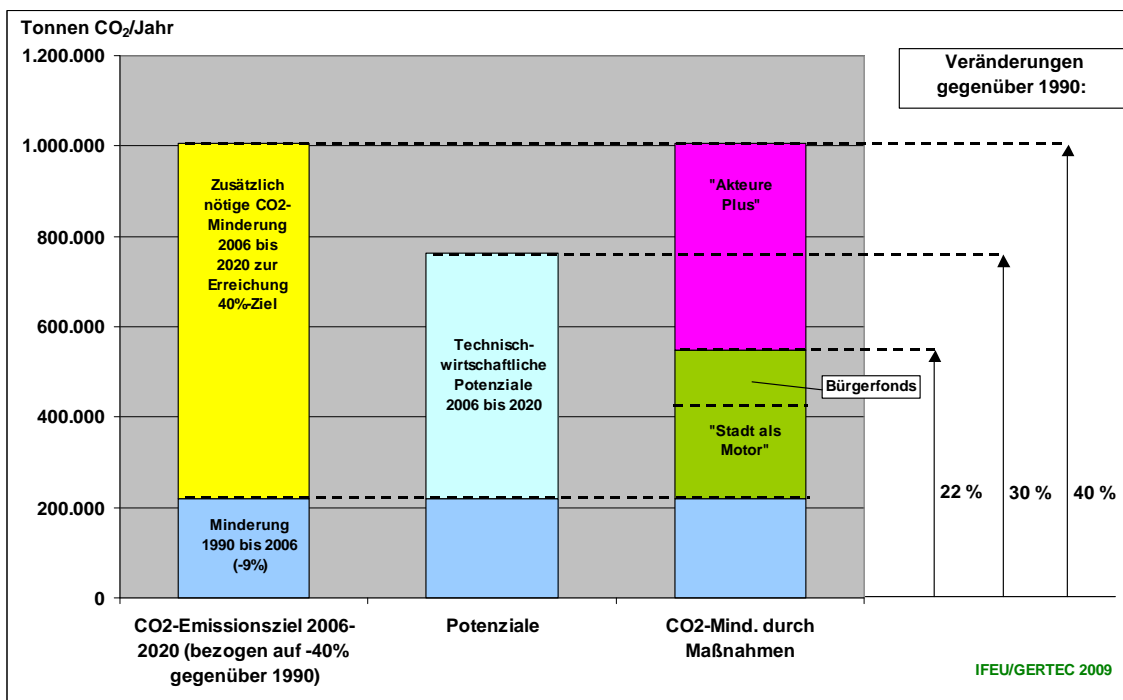 Tonnen CO₂/Jahr
1.200.000
1.000.000
800.000
600.000
400.000
200.000
0
Zusätzlich
nötige CO2-
Minderung
2006 bis
2020 zur
Erreichung
40%-Ziel
Minderung
1990 bis 2006
(-9%)
Technisch-
wirtschaftliche
Potenziale
2006 bis 2020
"Akteure
Plus"
Bürgerfonds
"Stadt als
Motor"
Veränderungen
gegenüber 1990:
22 %
30 %
40 %
CO2-Emissionsziel 2006-
2020 (bezogen auf -40%
gegenüber 1990)
Potenziale
CO2-Mind. durch
Maßnahmen
IFEU/GERTEC 2009